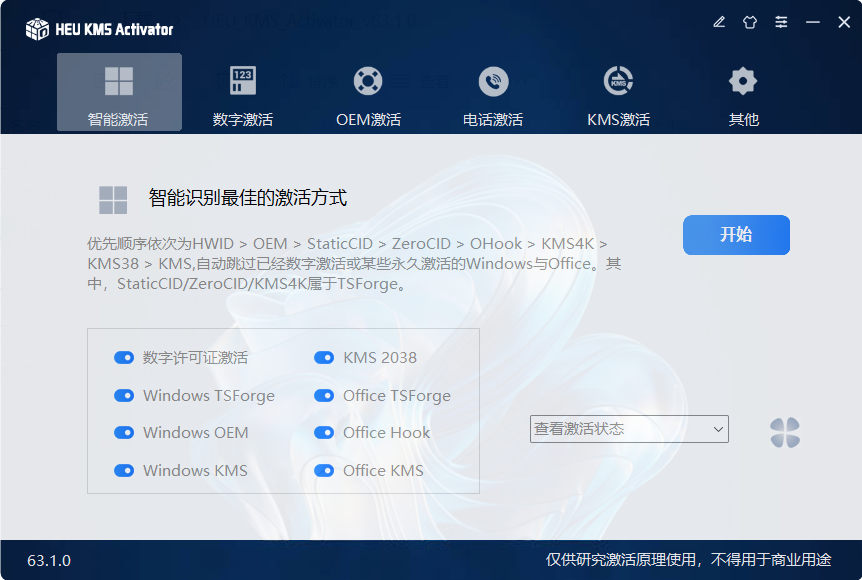 HEU KMS Activator
123
KMS
智能激活
数字激活
OEM激活
电话激活
KMS激活
其他
智能识别最佳的激活方式
开始
优先顺序依次为HWID > OEM > StaticCID > ZeroCID > OHook > KMS4K >
KMS38 > KMS,自动跳过已经数字激活或某些永久激活的Windows与Office。其
中，StaticCID/ZeroCID/KMS4K属于TSForge。
数字许可证激活
KMS 2038
Windows TSForge
Office TSForge
Windows OEM
Office Hook
Windows KMS
Office KMS
查看激活状态
63.1.0
仅供研究激活原理使用，不得用于商业用途